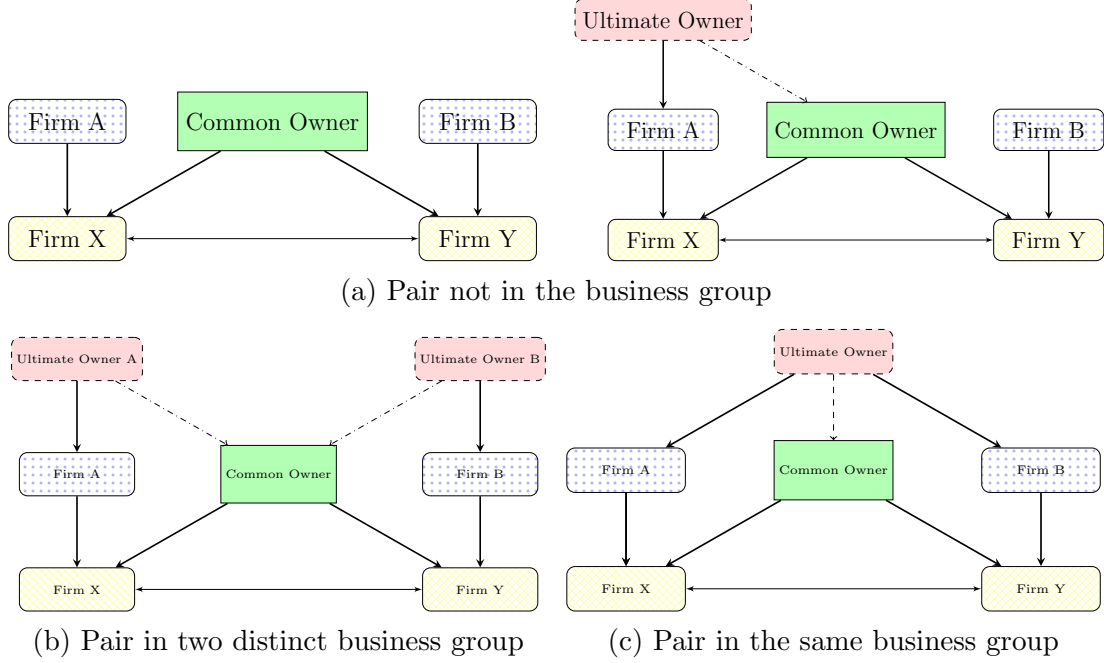 Ultimate Owner
Firm A
Common Owner
Firm B
Firm A
Common Owner
Firm B
Firm X
Firm Y
Firm X
Firm Y
(a) Pair not in the business group
Ultimate Owner A
Ultimate Owner B
Ultimate Owner
Firm A
Common Owner
Firm B
Firm A
Common Owner
Firm B
Firm X
Firm Y
Firm X
Firm Y
(b) Pair in two distinct business group
(c) Pair in the same business group